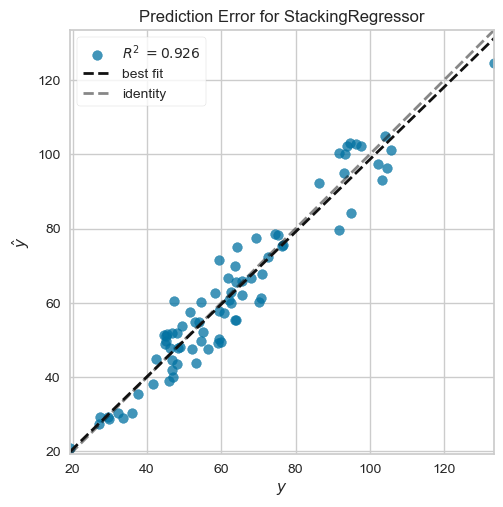 Prediction Error for StackingRegressor
R² = 0.926
best fit
identity
120
100
80
60
40
20
ŷ
20 40 60 80 100 120
y